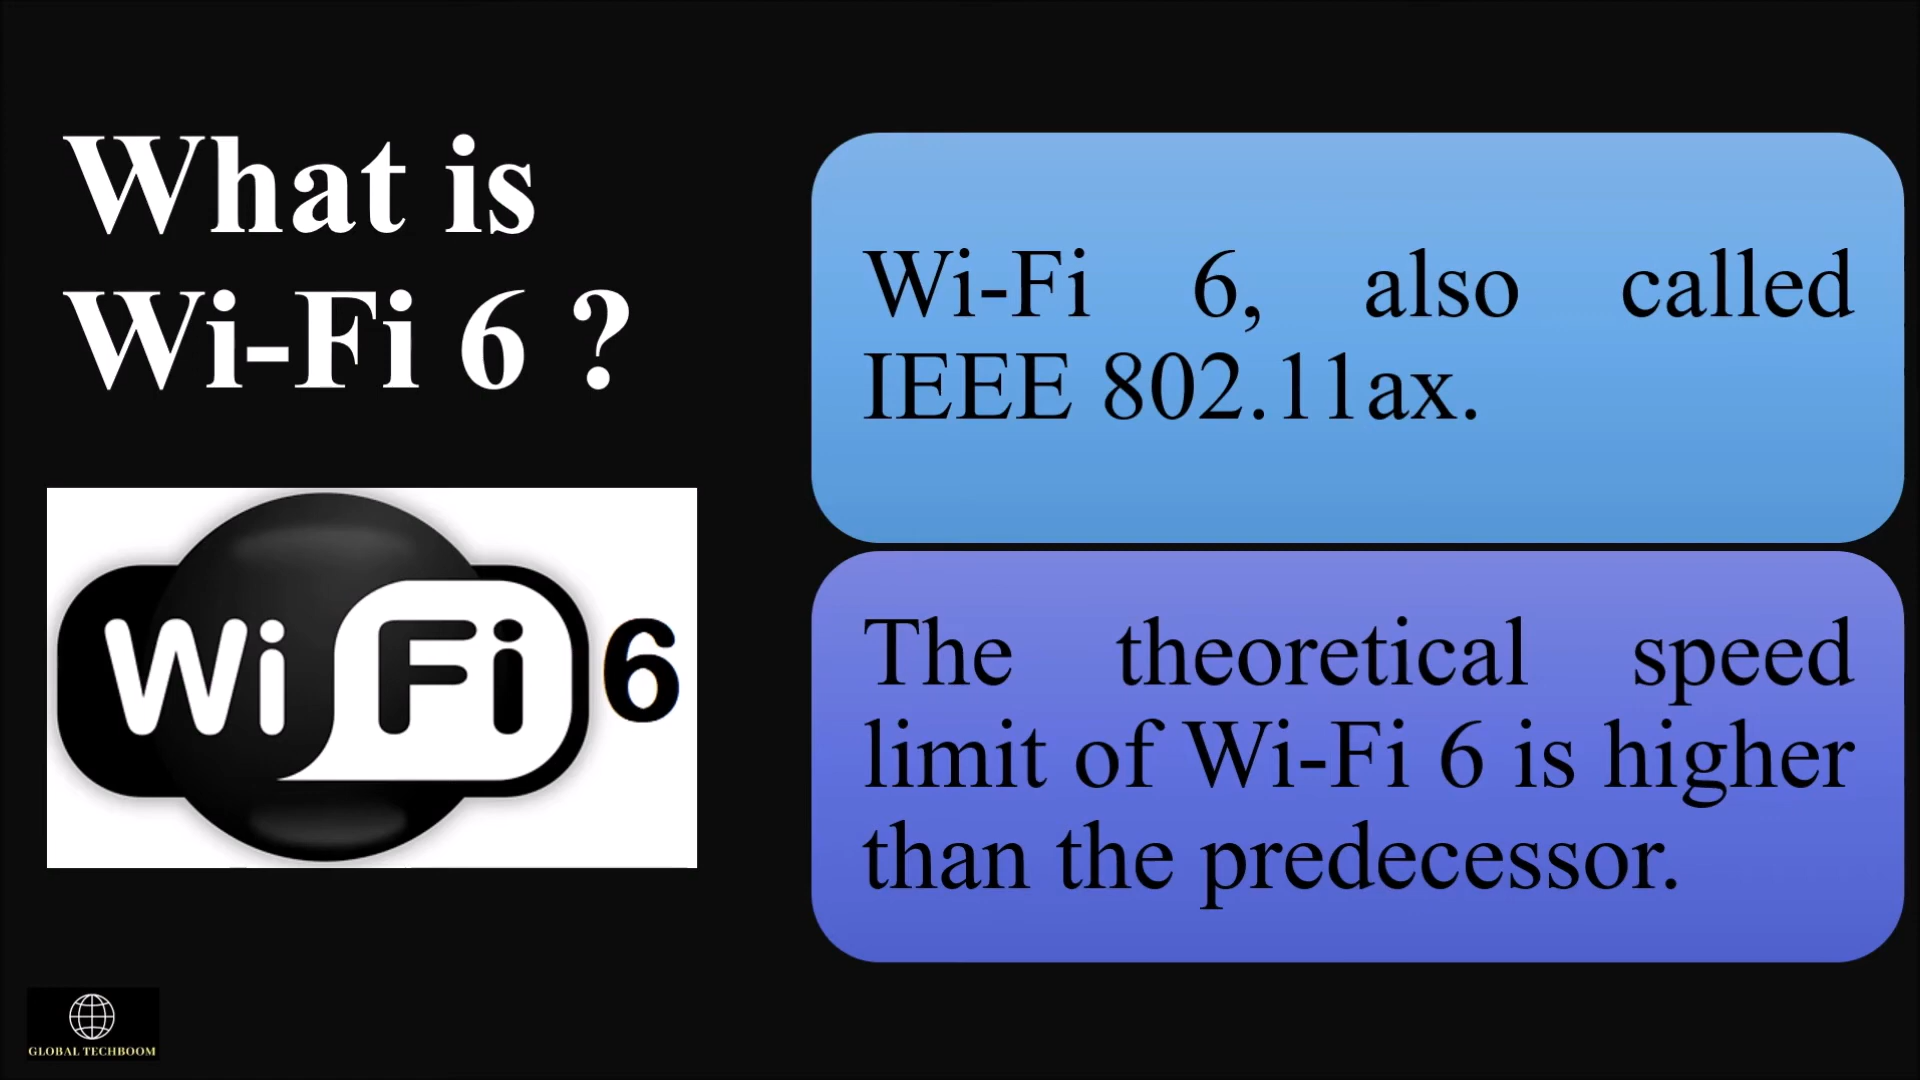 What is
Wi-Fi 6 ?
Wi-Fi 6, also called
IEEE 802.11ax.
The theoretical speed
limit of Wi-Fi 6 is higher
than the predecessor.
Wi Fi 6
GLOBAL TECHBOOM